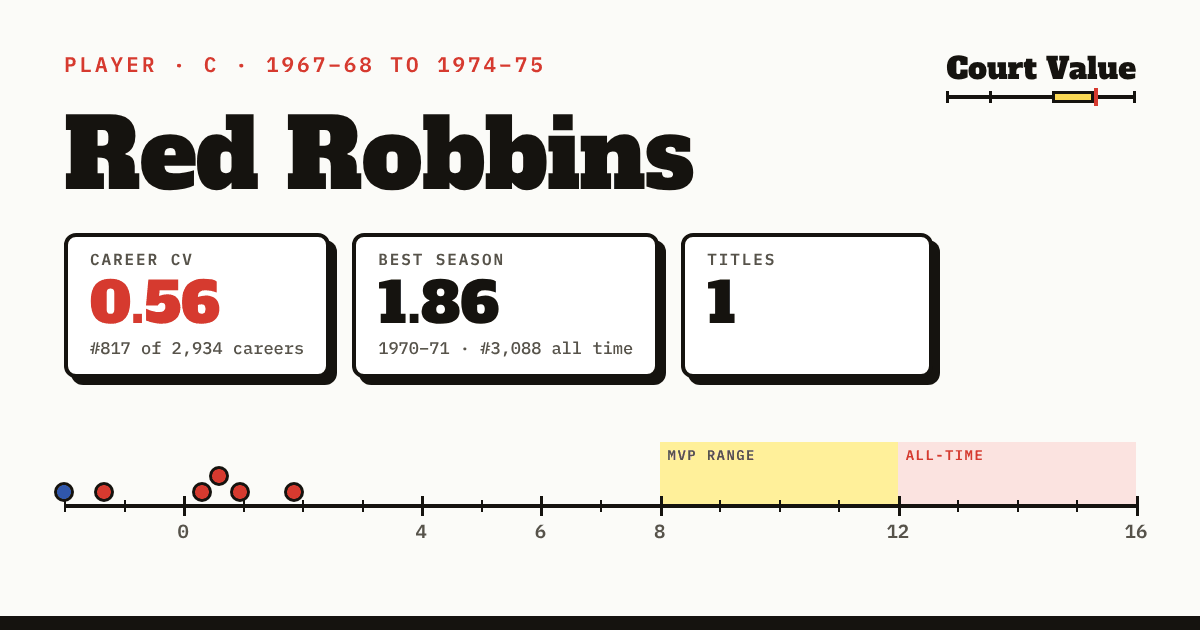 PLAYER · C · 1967–68 TO 1974–75
Court Value
Red Robbins
CAREER CV
0.56
#817 of 2,934 careers
BEST SEASON
1.86
1970–71 · #3,088 all time
TITLES
1
MVP RANGE
ALL-TIME
0 4 6 8 12 16